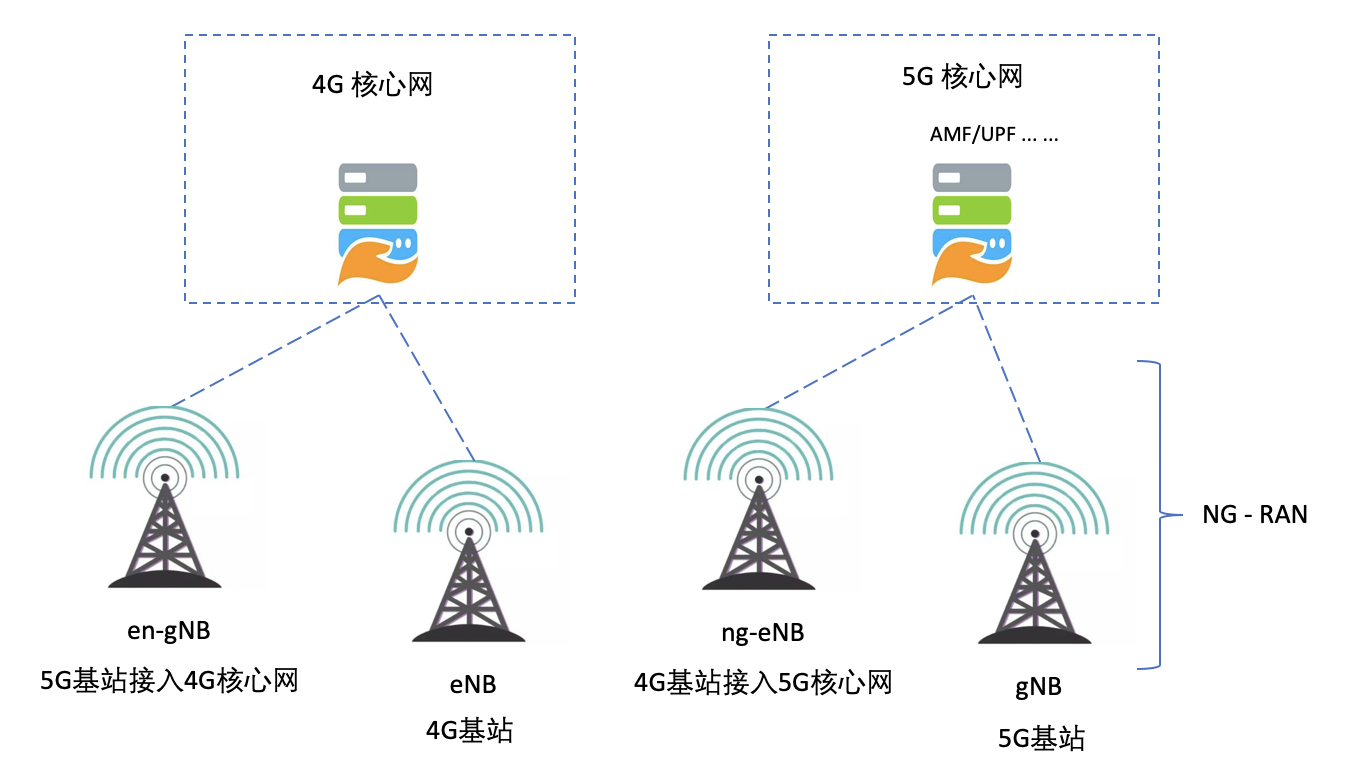 4G 核心网
5G 核心网
AMF/UPF ... ...
NG - RAN
en-gNB
5G基站接入4G核心网
eNB
4G基站
ng-eNB
4G基站接入5G核心网
gNB
5G基站